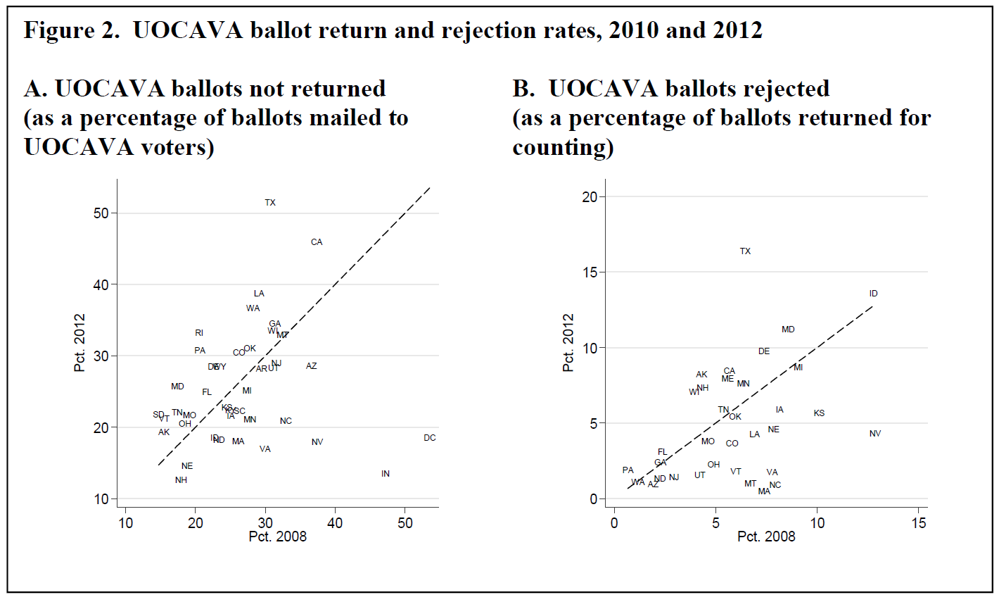 Figure 2. UOCAVA ballot return and rejection rates, 2010 and 2012
A. UOCAVA ballots not returned
(as a percentage of ballots mailed to
UOCAVA voters)
50
40
30
20
10
Pct. 2012
TX
CA
LA
WA
GA
WI
MT
RI
PA
CO
OK
DE
WY
AR
UT
NJ
AZ
MD
FL
MI
SD
VT
TN
MO
OH
KS
KY
SC
IA
MN
NC
AK
ID
ND
MA
VA
NV
DC
NE
NH
IN
10
20
30
40
50
Pct. 2008
B. UOCAVA ballots rejected
(as a percentage of ballots returned for
counting)
20
15
10
5
0
Pct. 2012
TX
ID
MD
DE
MI
AK
CA
ME
NH
WI
MN
TN
OK
IA
KS
NE
LA
NV
MO
CO
FL
GA
OH
PA
WA
AZ
ND
NJ
UT
VT
VA
MT
NC
MA
0
5
10
15
Pct. 2008